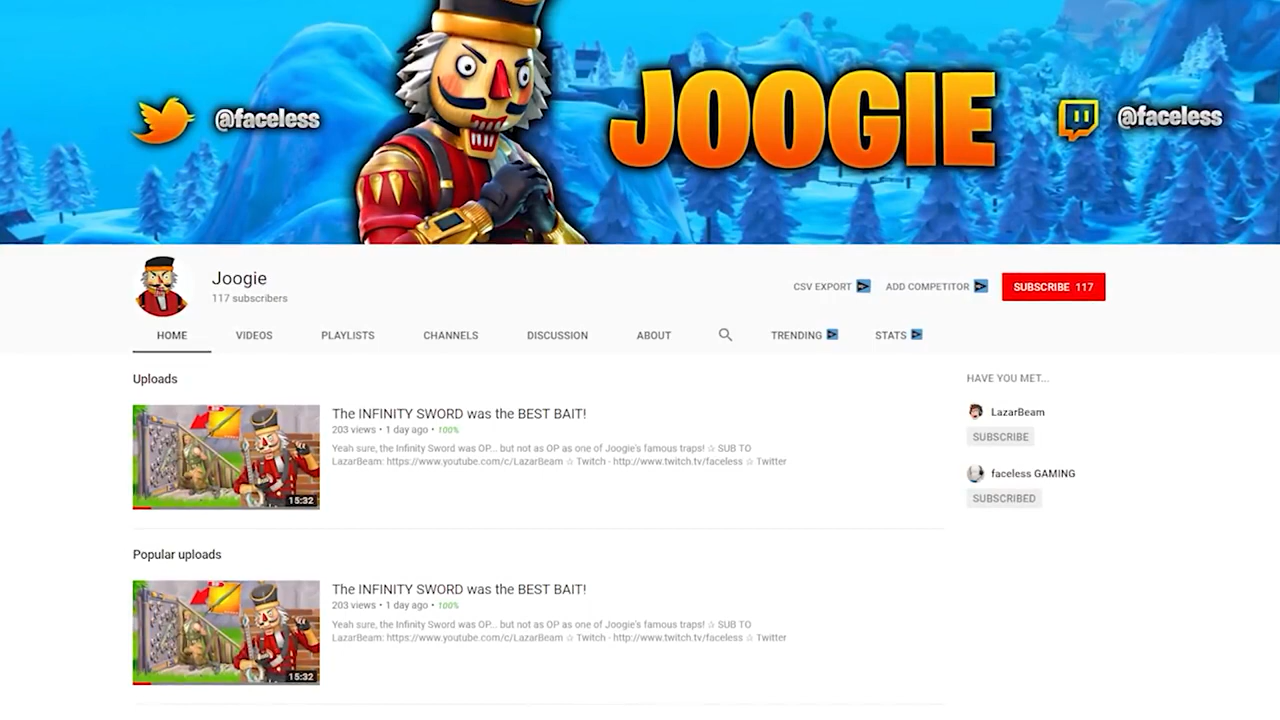 @faceless
JOOGIE
@faceless
Joogie
117 subscribers
CSV EXPORT
ADD COMPETITOR
SUBSCRIBE 117
HOME
VIDEOS
PLAYLISTS
CHANNELS
DISCUSSION
ABOUT
TRENDING
STATS
Uploads
The INFINITY SWORD was the BEST BAIT!
203 views • 1 day ago • 100%
Yeah sure, the Infinity Sword was OP... but not as OP as one of Joogie's famous traps! ☆ SUB TO
LazarBeam: https://www.youtube.com/c/LazarBeam ☆ Twitch - http://www.twitch.tv/faceless ☆ Twitter
15:32
Popular uploads
The INFINITY SWORD was the BEST BAIT!
203 views • 1 day ago • 100%
Yeah sure, the Infinity Sword was OP... but not as OP as one of Joogie's famous traps! ☆ SUB TO
LazarBeam: https://www.youtube.com/c/LazarBeam ☆ Twitch - http://www.twitch.tv/faceless ☆ Twitter
15:32
HAVE YOU MET...
LazarBeam
SUBSCRIBE
faceless GAMING
SUBSCRIBED